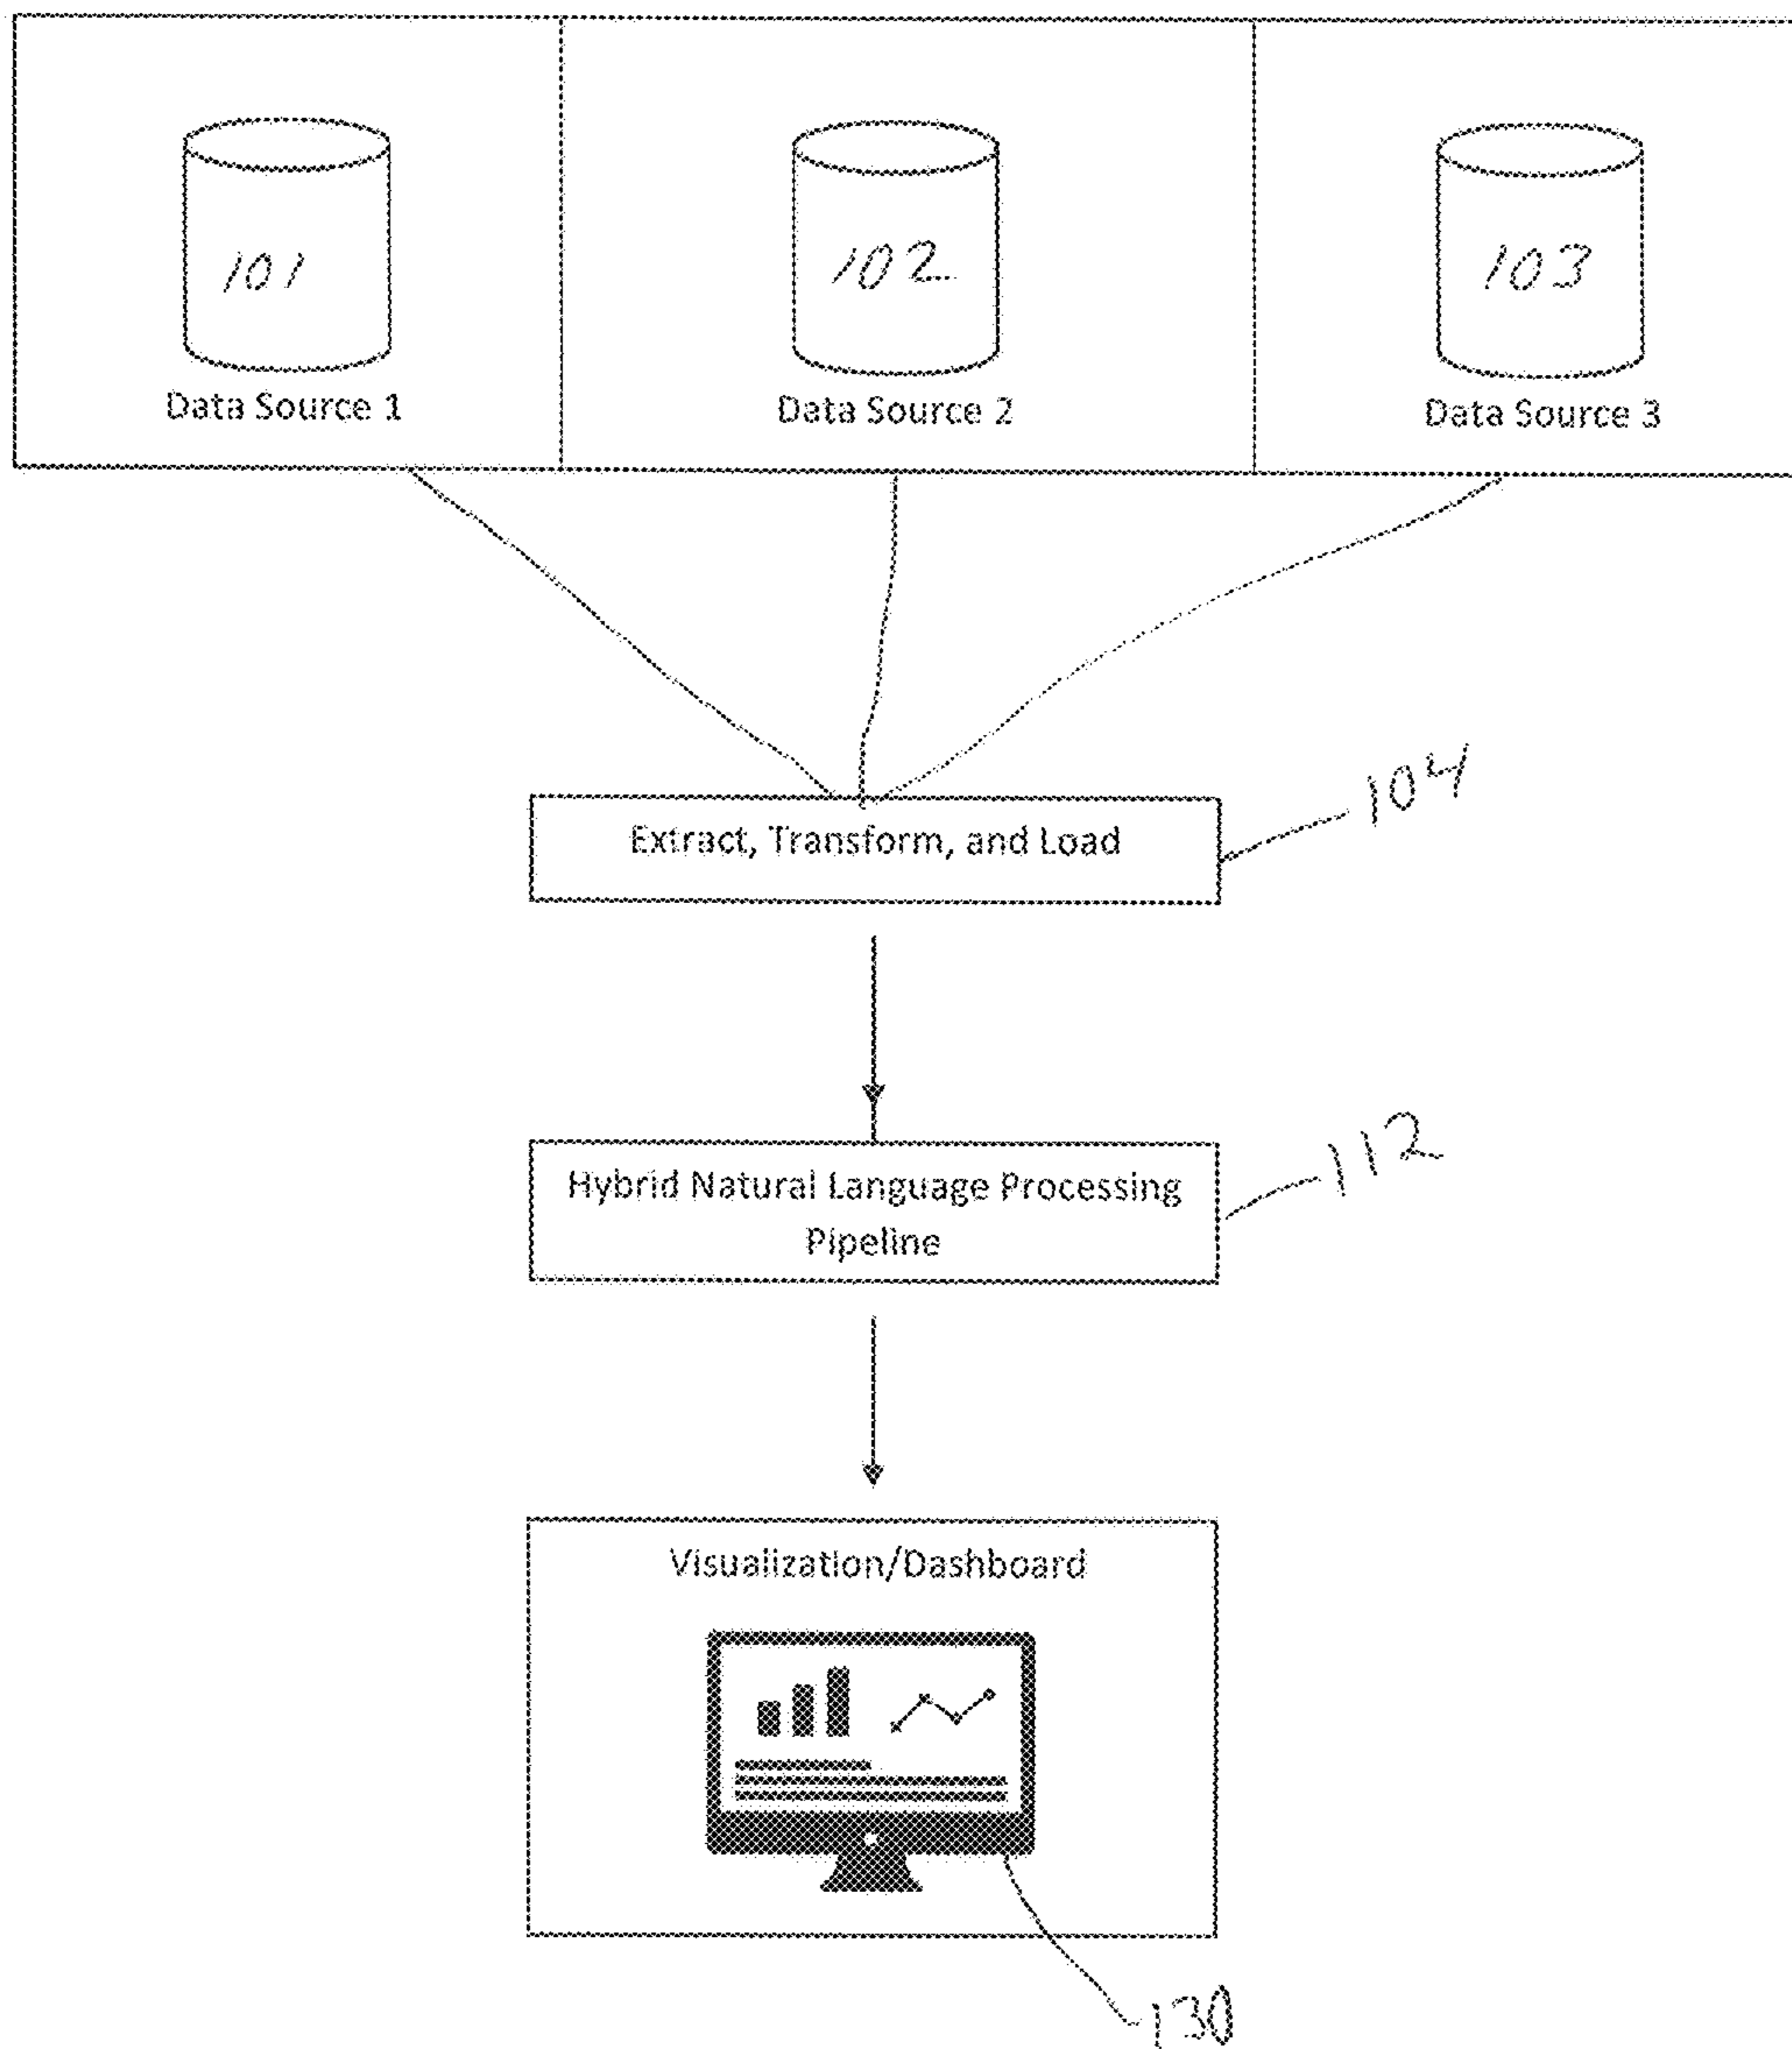 101
102
103
Data Source 1
Data Source 2
Data Source 3
Extract, Transform, and Load
104
Hybrid Natural Language Processing
Pipeline
112
Visualization/Dashboard
130